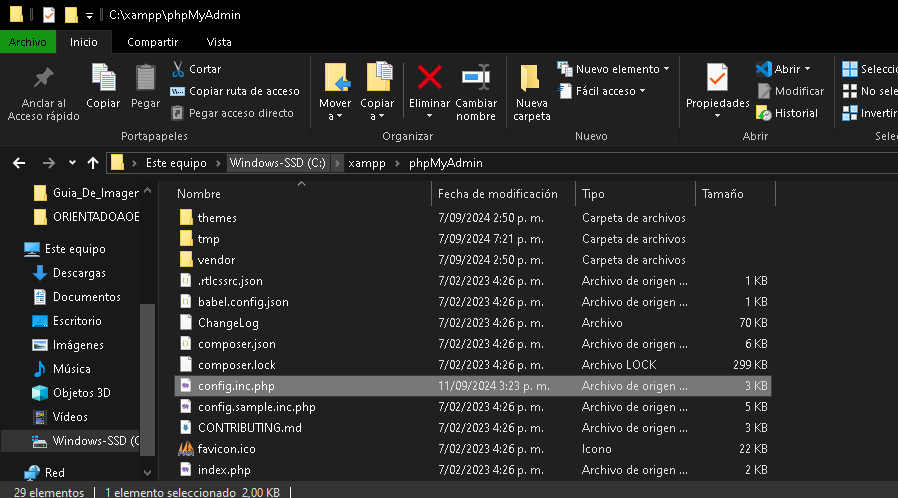 C:\xampp\phpMyAdmin
Archivo Inicio Compartir Vista
Anclar al Acceso rápido
Copiar
Pegar
Cortar
Copiar ruta de acceso
Pegar acceso directo
Portapapeles
Mover a
Copiar a
Eliminar
Cambiar nombre
Organizar
Nueva carpeta
Nuevo elemento
Fácil acceso
Nuevo
Propiedades
Abrir
Modificar
Historial
Abrir
Selecci
No sele
Invertir
Sele
Este equipo > Windows-SSD (C:) > xampp > phpMyAdmin
Guia_De_Imagen
ORIENTADOAOE
Este equipo
Descargas
Documentos
Escritorio
Imágenes
Música
Objetos 3D
Vídeos
Windows-SSD (C
Red
Nombre Fecha de modificación Tipo Tamaño
themes 7/09/2024 2:50 p. m. Carpeta de archivos
tmp 7/09/2024 7:21 p. m. Carpeta de archivos
vendor 7/09/2024 2:50 p. m. Carpeta de archivos
.rtlcssrc.json 7/02/2023 4:26 p. m. Archivo de origen ... 1 KB
babel.config.json 7/02/2023 4:26 p. m. Archivo de origen ... 1 KB
ChangeLog 7/02/2023 4:26 p. m. Archivo 70 KB
composer.json 7/02/2023 4:26 p. m. Archivo de origen ... 6 KB
composer.lock 7/02/2023 4:26 p. m. Archivo LOCK 299 KB
config.inc.php 11/09/2024 3:23 p. m. Archivo de origen ... 3 KB
config.sample.inc.php 7/02/2023 4:26 p. m. Archivo de origen ... 5 KB
CONTRIBUTING.md 7/02/2023 4:26 p. m. Archivo de origen ... 3 KB
favicon.ico 7/02/2023 4:26 p. m. Icono 22 KB
index.php 7/02/2023 4:26 p. m. Archivo de origen ... 2 KB
29 elementos | 1 elemento seleccionado 2,00 KB |